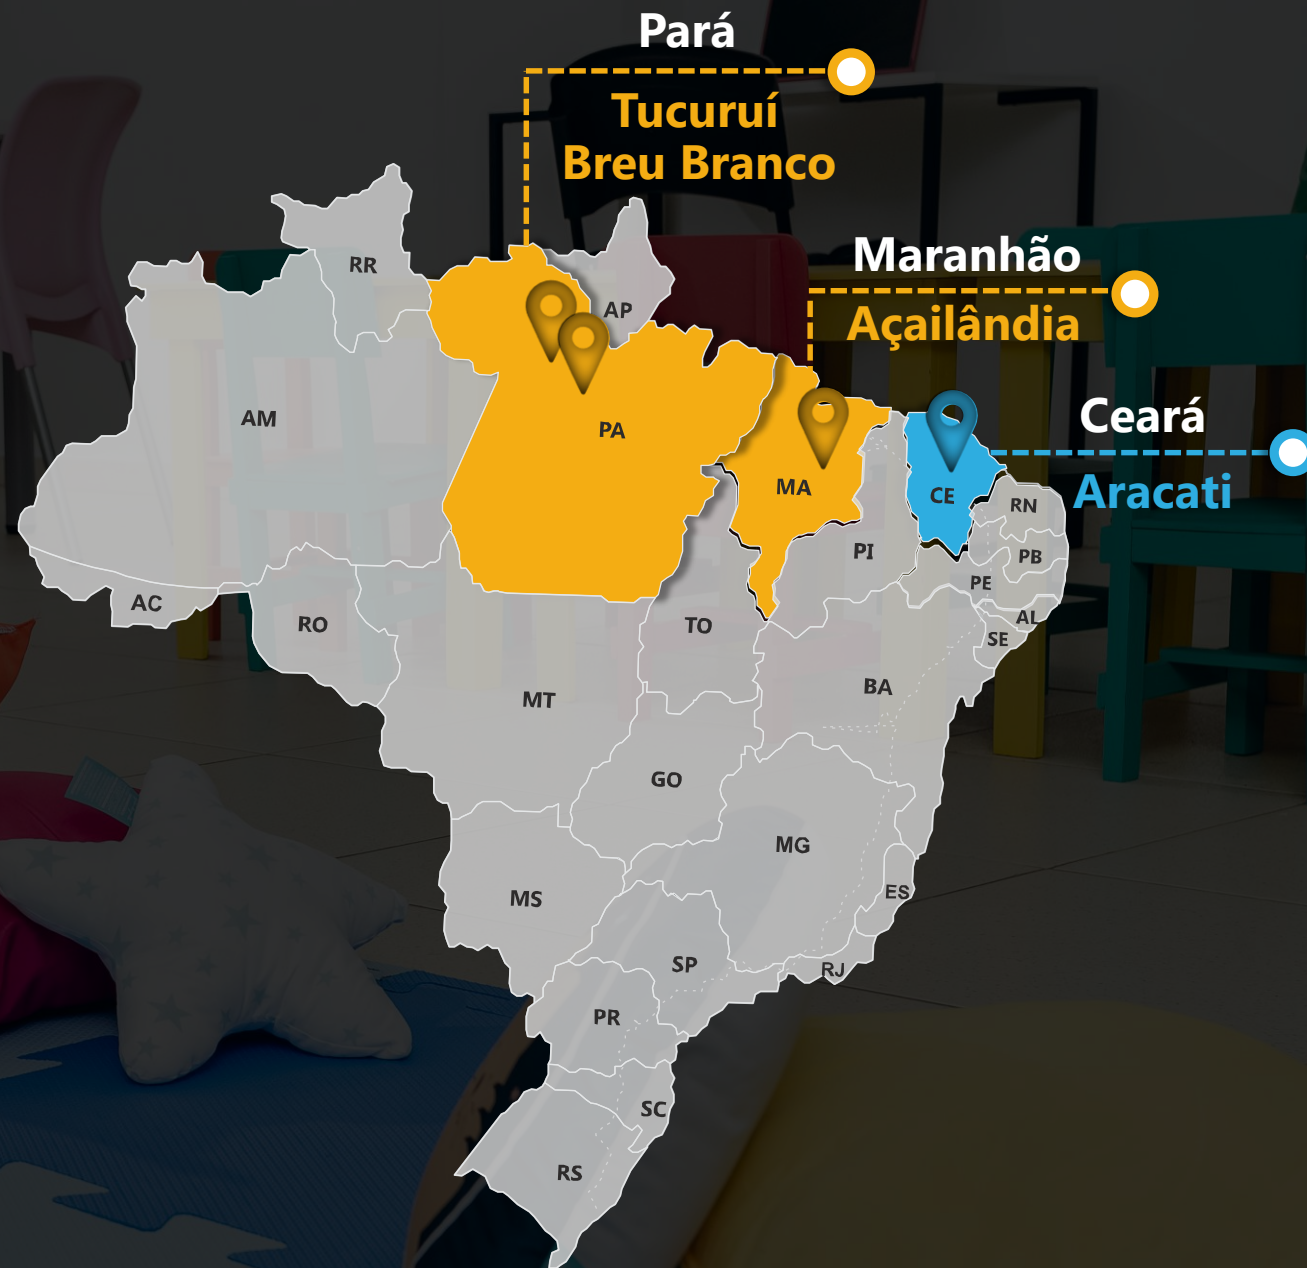 Pará
Tucuruí
Breu Branco
Maranhão
Açailândia
Ceará
Aracati
RR
AP
AM
PA
MA
CE
RN
PI
PB
PE
AC
RO
TO
AL
SE
MT
BA
GO
MG
MS
ES
SP
RJ
PR
SC
RS